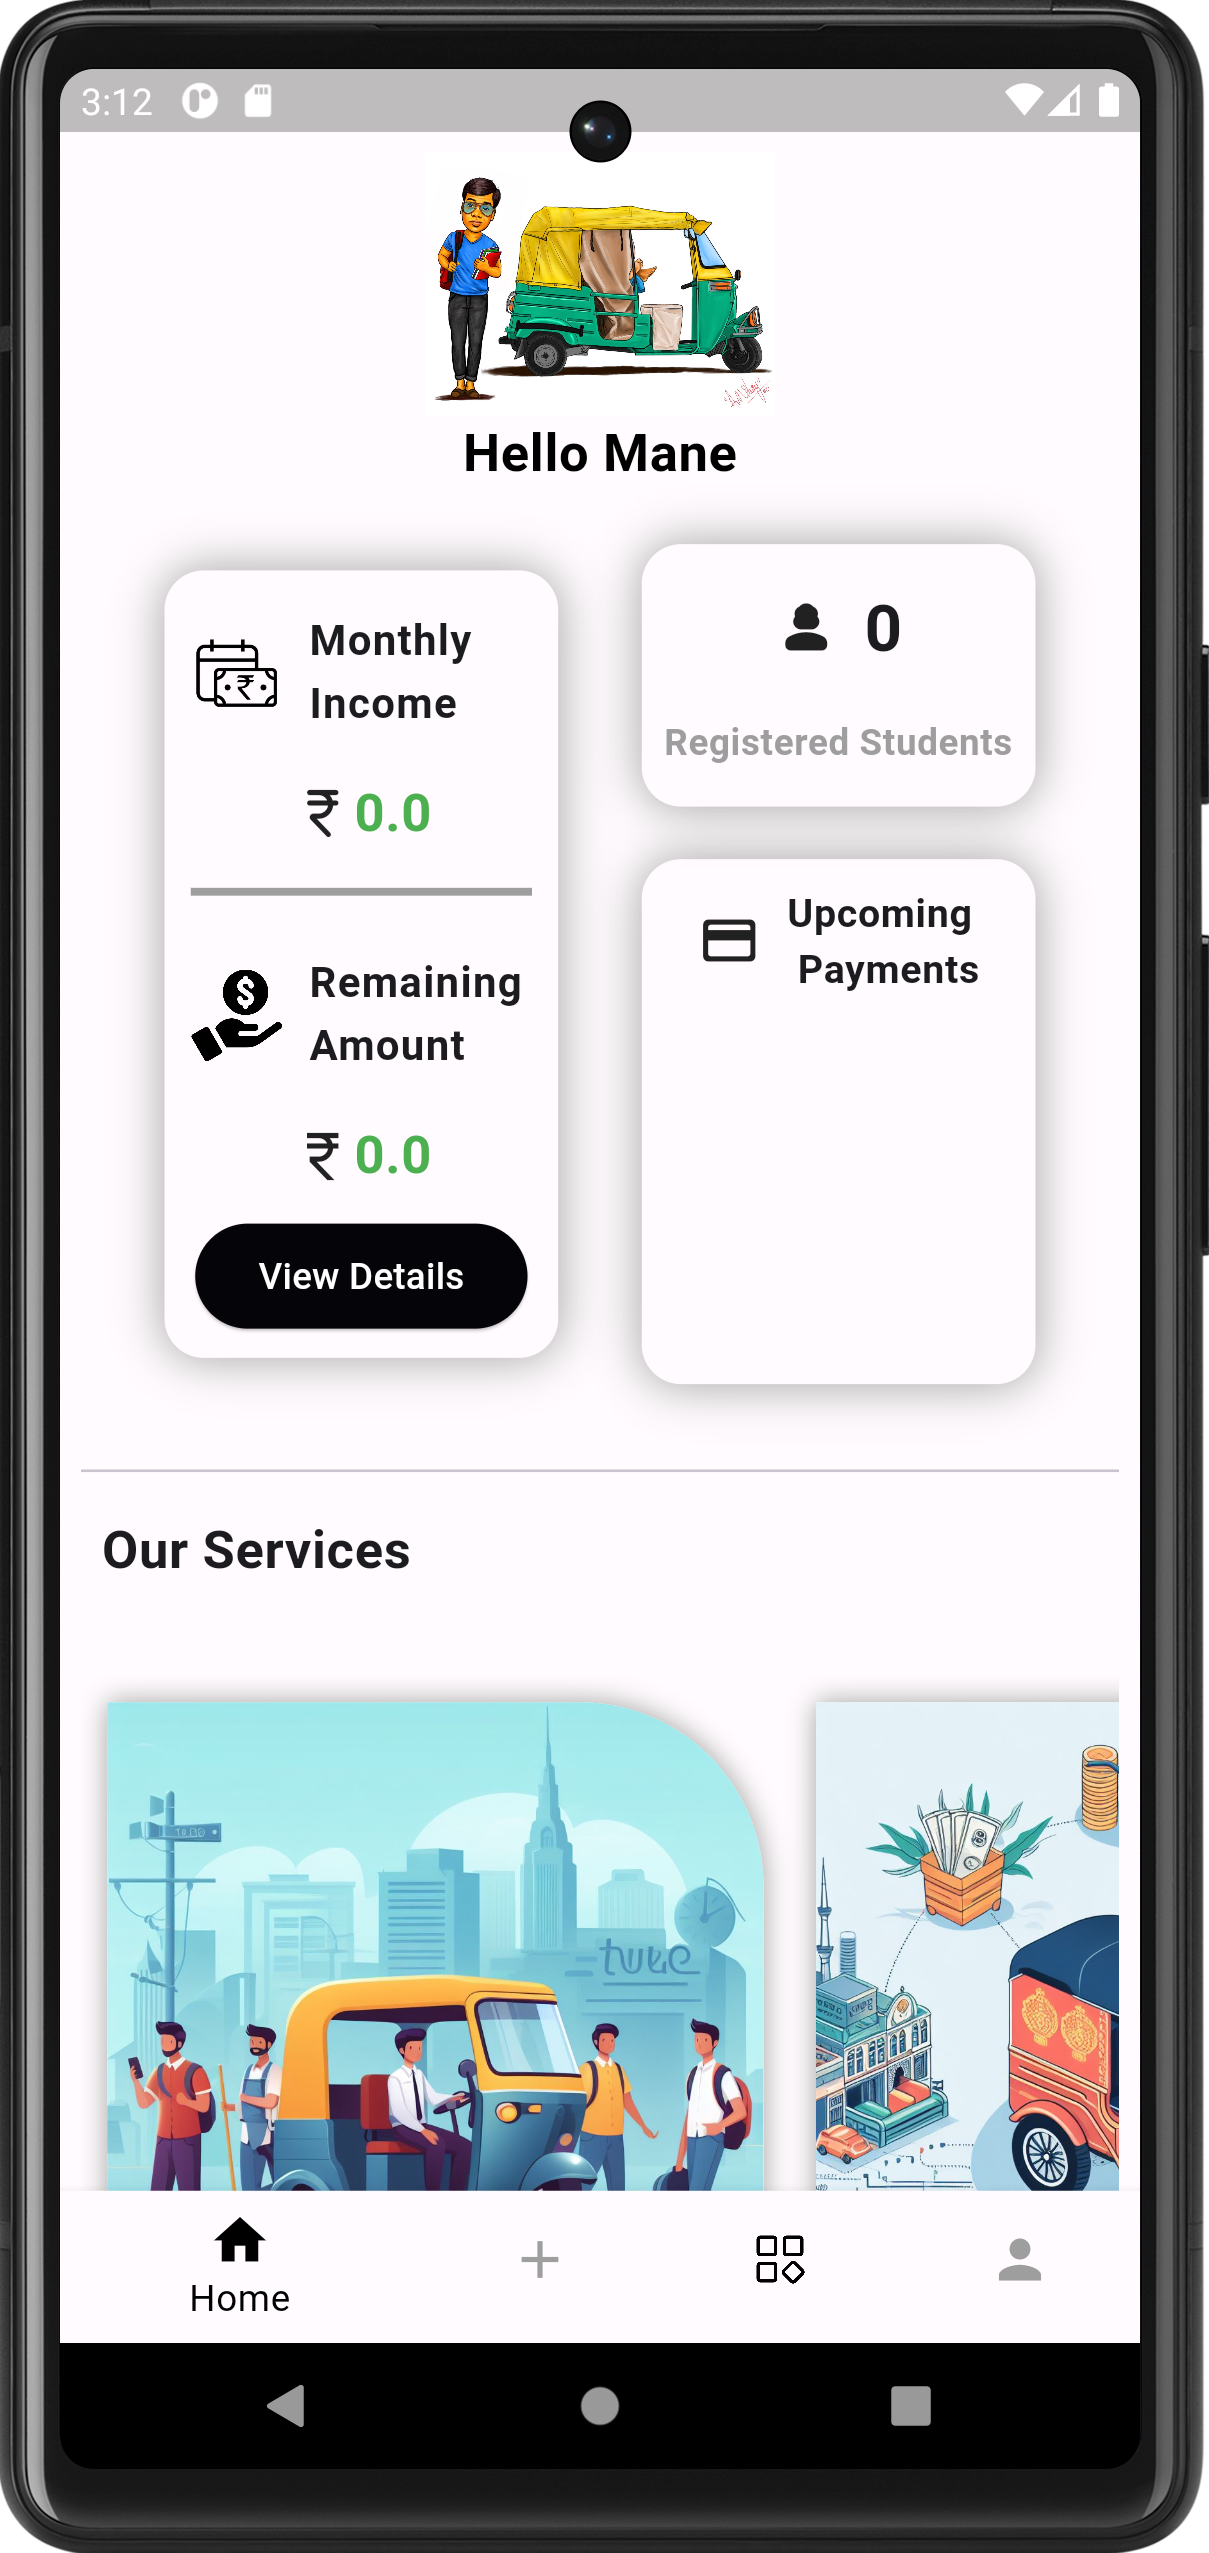 3:12
Hello Mane
Monthly
Income
₹ 0.0
Remaining
Amount
₹ 0.0
View Details
0
Registered Students
Upcoming
Payments
Our Services
Home